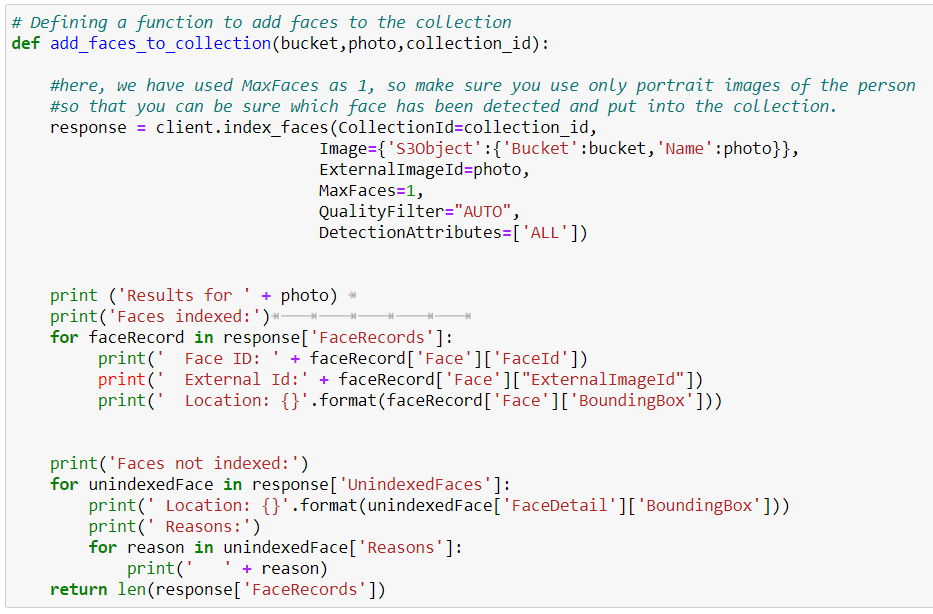 # Defining a function to add faces to the collection
def add_faces_to_collection(bucket,photo,collection_id):
#here, we have used MaxFaces as 1, so make sure you use only portrait images of the person
#so that you can be sure which face has been detected and put into the collection.
response = client.index_faces(CollectionId=collection_id,
Image={'S3Object':{'Bucket':bucket,'Name':photo}},
ExternalImageId=photo,
MaxFaces=1,
QualityFilter="AUTO",
DetectionAttributes=['ALL'])
print ('Results for ' + photo)
print('Faces indexed:')
for faceRecord in response['FaceRecords']:
print('  Face ID: ' + faceRecord['Face']['FaceId'])
print('  External Id:' + faceRecord['Face']["ExternalImageId"])
print('  Location: {}'.format(faceRecord['Face']['BoundingBox']))
print('Faces not indexed:')
for unindexedFace in response['UnindexedFaces']:
print(' Location: {}'.format(unindexedFace['FaceDetail']['BoundingBox']))
print(' Reasons:')
for reason in unindexedFace['Reasons']:
print('   ' + reason)
return len(response['FaceRecords'])